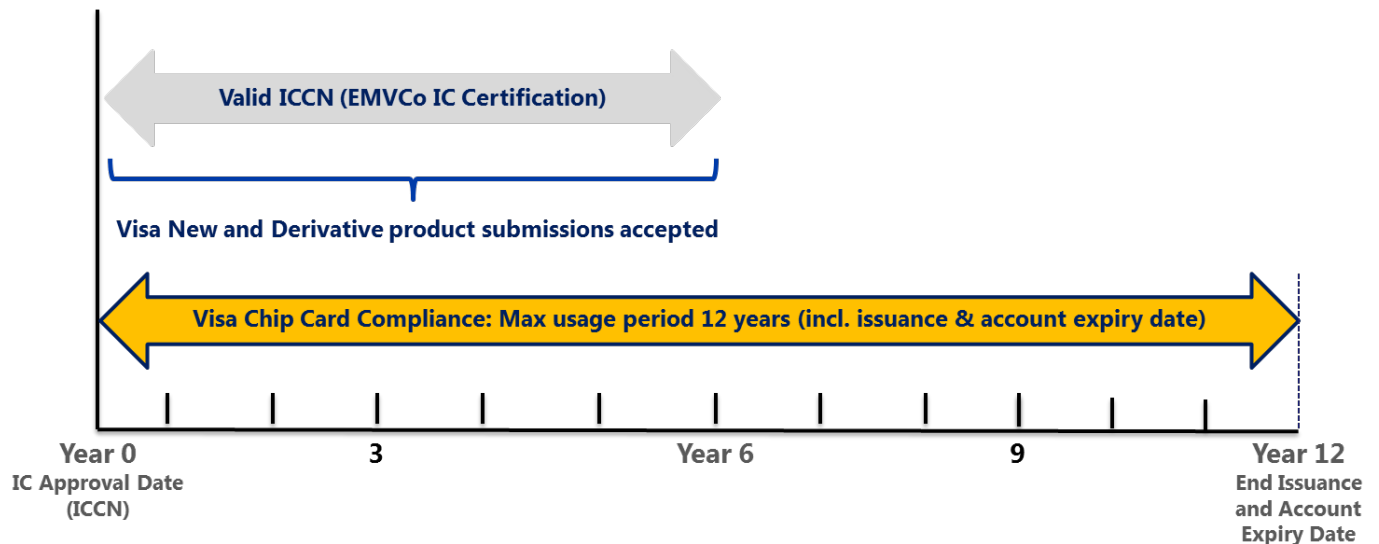 Valid ICCN (EMVCo IC Certification)
Visa New and Derivative product submissions accepted
Visa Chip Card Compliance: Max usage period 12 years (incl. issuance & account expiry date)
Year 0
IC Approval Date
(ICCN)
3
Year 6
9
Year 12
End Issuance
and Account
Expiry Date